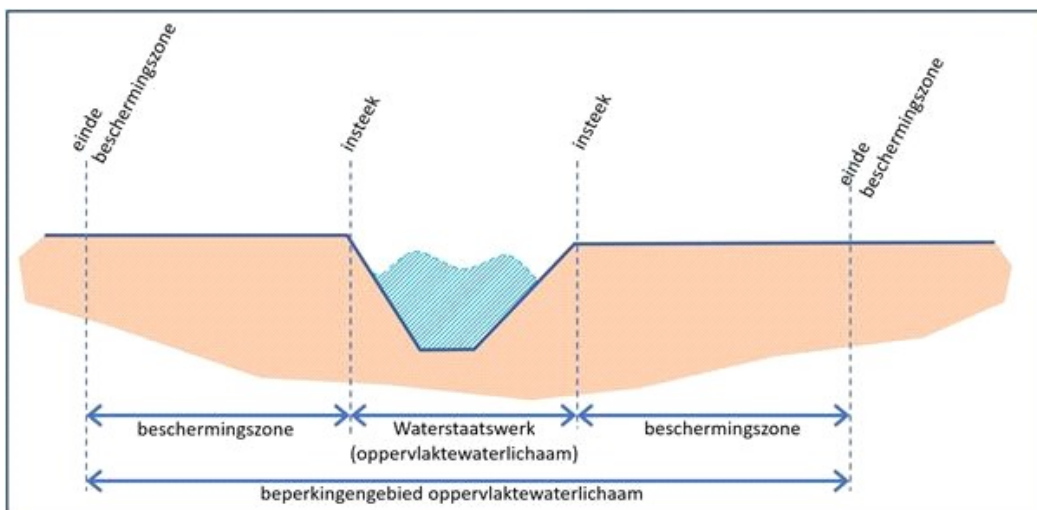 einde
beschermingszone
insteek
insteek
einde
beschermingszone
beschermingszone
Waterstaatswerk
(oppervlaktewaterlichaam)
beschermingszone
beperkingengebied oppervlaktewaterlichaam